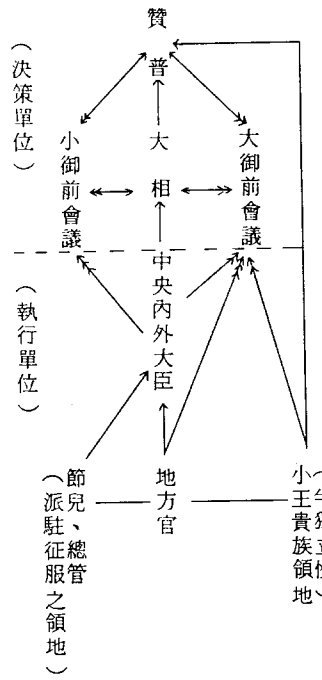 贊普
（決策單位）
小御前會議
大相
大御前會議
（執行單位）
中央內外大臣
節兒、總管
（派駐征服之領地）
地方官
小王貴族領地